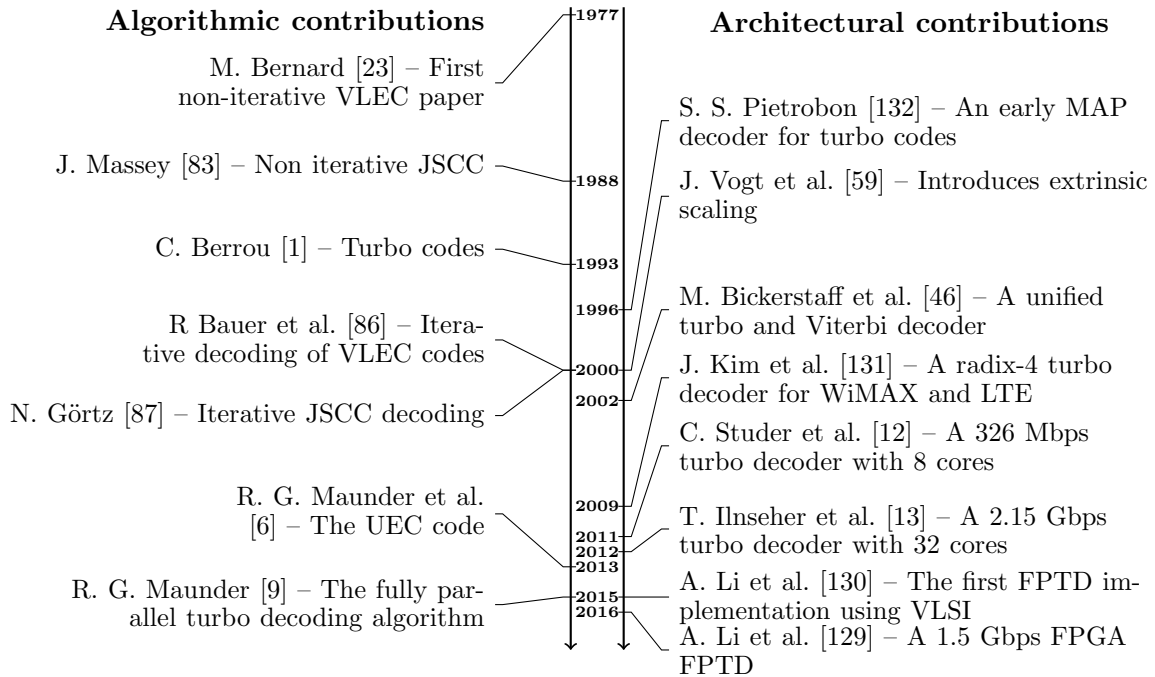 Algorithmic contributions
M. Bernard [23] – First
non-iterative VLEC paper
J. Massey [83] – Non iterative JSCC
C. Berrou [1] – Turbo codes
R Bauer et al. [86] – Itera-
tive decoding of VLEC codes
N. Görtz [87] – Iterative JSCC decoding
R. G. Maunder et al.
[6] – The UEC code
R. G. Maunder [9] – The fully par-
allel turbo decoding algorithm
1977
1988
1993
1996
2000
2002
2009
2011
2012
2013
2015
2016
Architectural contributions
S. S. Pietrobon [132] – An early MAP
decoder for turbo codes
J. Vogt et al. [59] – Introduces extrinsic
scaling
M. Bickerstaff et al. [46] – A unified
turbo and Viterbi decoder
J. Kim et al. [131] – A radix-4 turbo
decoder for WiMAX and LTE
C. Studer et al. [12] – A 326 Mbps
turbo decoder with 8 cores
T. Ilnseher et al. [13] – A 2.15 Gbps
turbo decoder with 32 cores
A. Li et al. [130] – The first FPTD im-
plementation using VLSI
A. Li et al. [129] – A 1.5 Gbps FPGA
FPTD